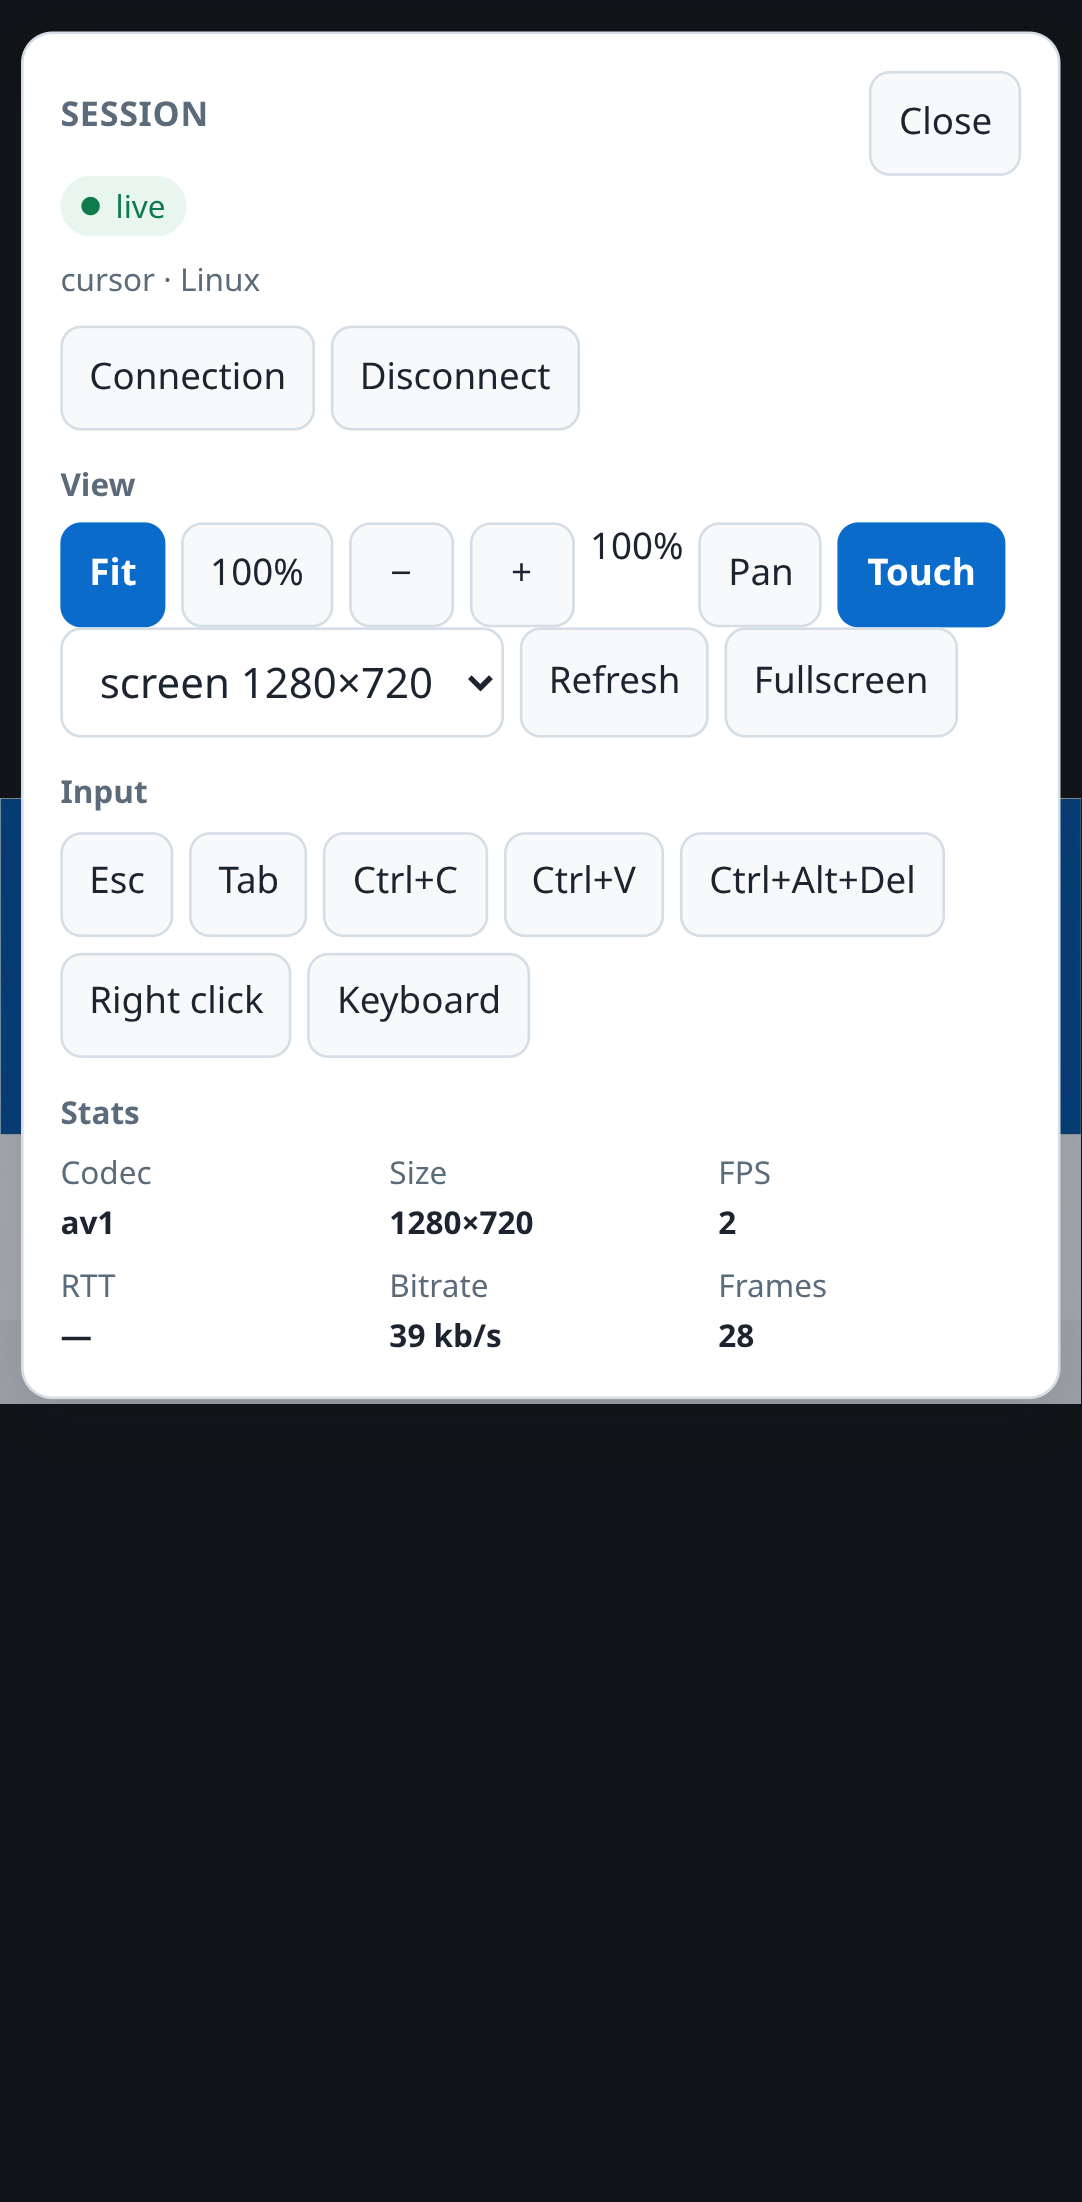 SESSION
Close
live
cursor · Linux
Connection Disconnect
View
Fit 100% − + 100% Pan Touch
screen 1280×720 Refresh Fullscreen
Input
Esc Tab Ctrl+C Ctrl+V Ctrl+Alt+Del
Right click Keyboard
Stats
Codec Size FPS
av1 1280×720 2
RTT Bitrate Frames
— 39 kb/s 28